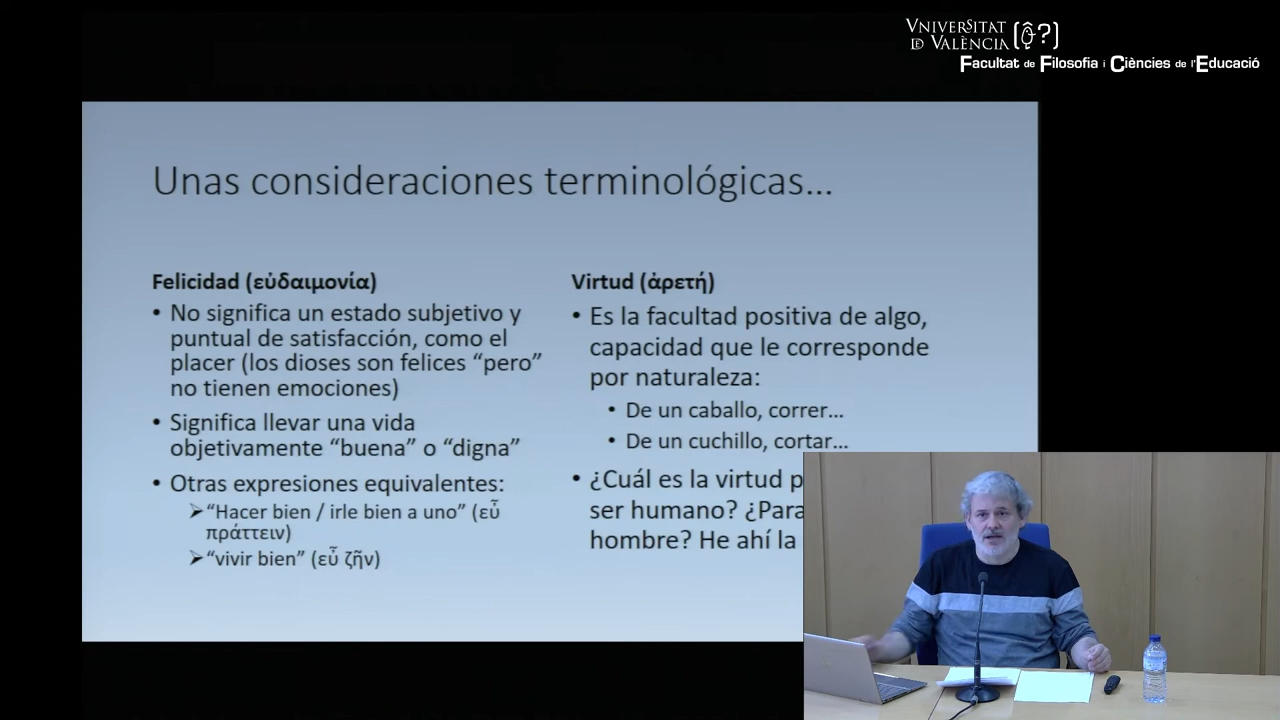 VNIVERSITAT
DE VALÈNCIA
Facultat de Filosofia i Ciències de l'Educació
Unas consideraciones terminológicas...
Felicidad (εὐδαιμονία)
• No significa un estado subjetivo y
puntual de satisfacción, como el
placer (los dioses son felices “pero”
no tienen emociones)
• Significa llevar una vida
objetivamente “buena” o “digna”
• Otras expresiones equivalentes:
➢“Hacer bien / irle bien a uno” (εὖ
πράττειν)
➢“vivir bien” (εὖ ζῆν)
Virtud (ἀρετή)
• Es la facultad positiva de algo,
capacidad que le corresponde
por naturaleza:
• De un caballo, correr...
• De un cuchillo, cortar...
• ¿Cuál es la virtud p
ser humano? ¿Para
hombre? He ahí la